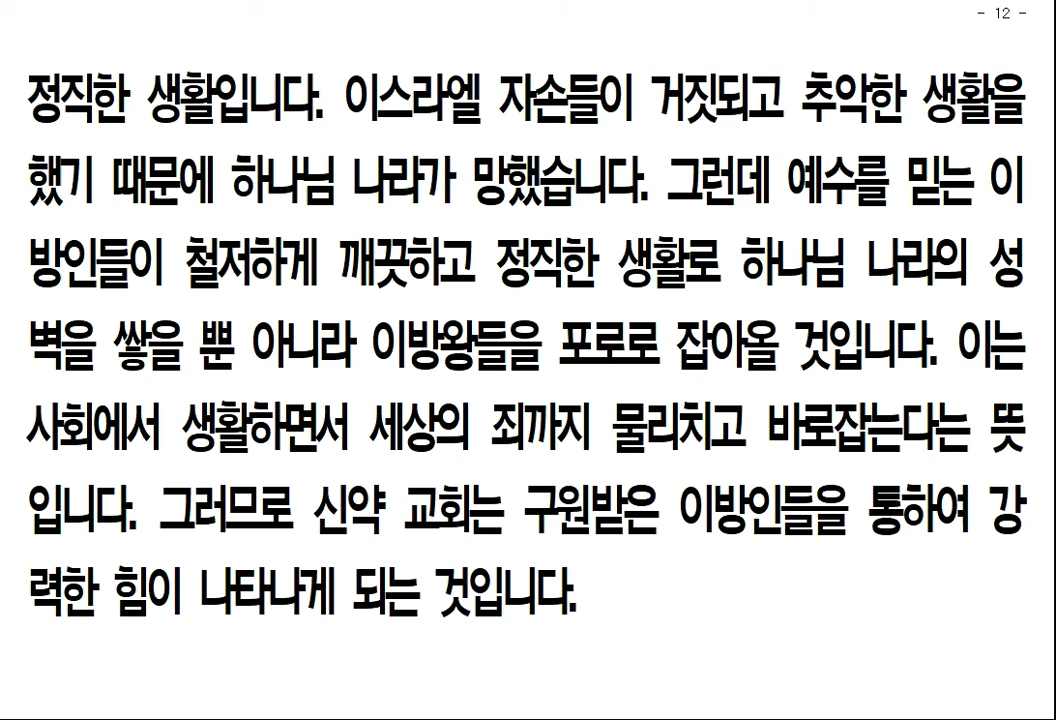 - 12 -
정직한 생활입니다. 이스라엘 자손들이 거짓되고 추악한 생활을
했기 때문에 하나님 나라가 망했습니다. 그런데 예수를 믿는 이
방인들이 철저하게 깨끗하고 정직한 생활로 하나님 나라의 성
벽을 쌓을 뿐 아니라 이방왕들을 포로로 잡아올 것입니다. 이는
사회에서 생활하면서 세상의 죄까지 물리치고 바로잡는다는 뜻
입니다. 그러므로 신약 교회는 구원받은 이방인들을 통하여 강
력한 힘이 나타나게 되는 것입니다.